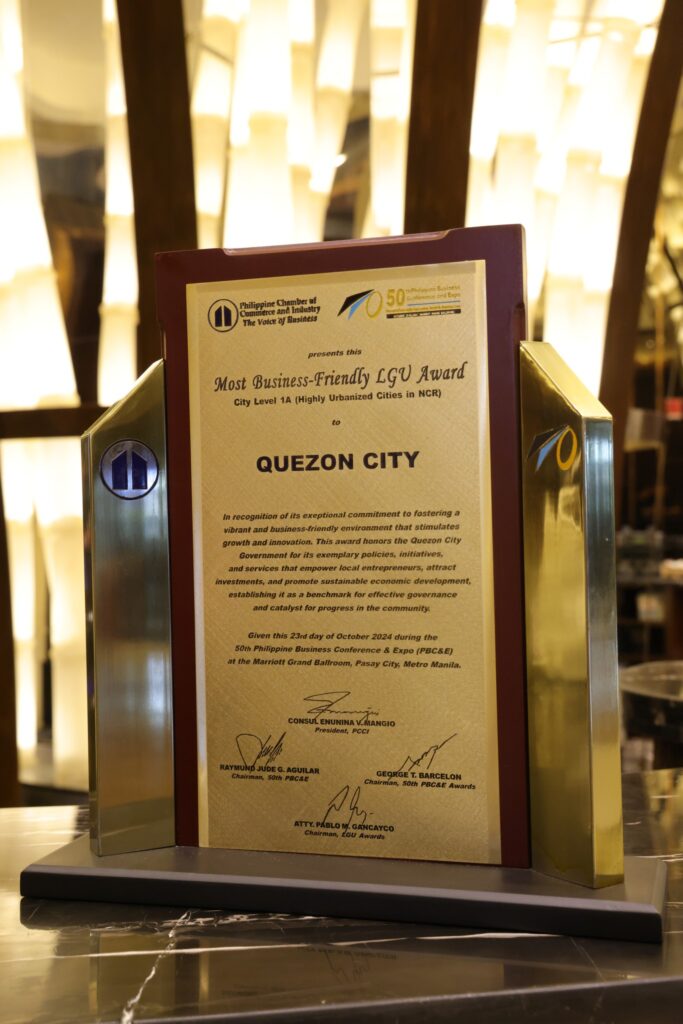 Philippine Chamber of
Commerce and Industry
The Voice of Business
50th Philippine Business
Conference and Expo
presents this
Most Business-Friendly LGU Award
City Level 1A (Highly Urbanized Cities in NCR)
to
QUEZON CITY
In recognition of its exeptional commitment to fostering a
vibrant and business-friendly environment that stimulates
growth and innovation. This award honors the Quezon City
Government for its exemplary policies, initiatives,
and services that empower local entrepreneurs, attract
investments, and promote sustainable economic development,
establishing it as a benchmark for effective governance
and catalyst for progress in the community.
Given this 23rd day of October 2024 during the
50th Philippine Business Conference & Expo (PBC&E)
at the Marriott Grand Ballroom, Pasay City, Metro Manila.
CONSUL ENUNINA V. MANGIO
President, PCCI
RAYMUND JUDE G. AGUILAR
Chairman, 50th PBC&E
GEORGE T. BARCELON
Chairman, 50th PBC&E Awards
ATTY. PABLO M. GANCAYCO
Chairman, LGU Awards